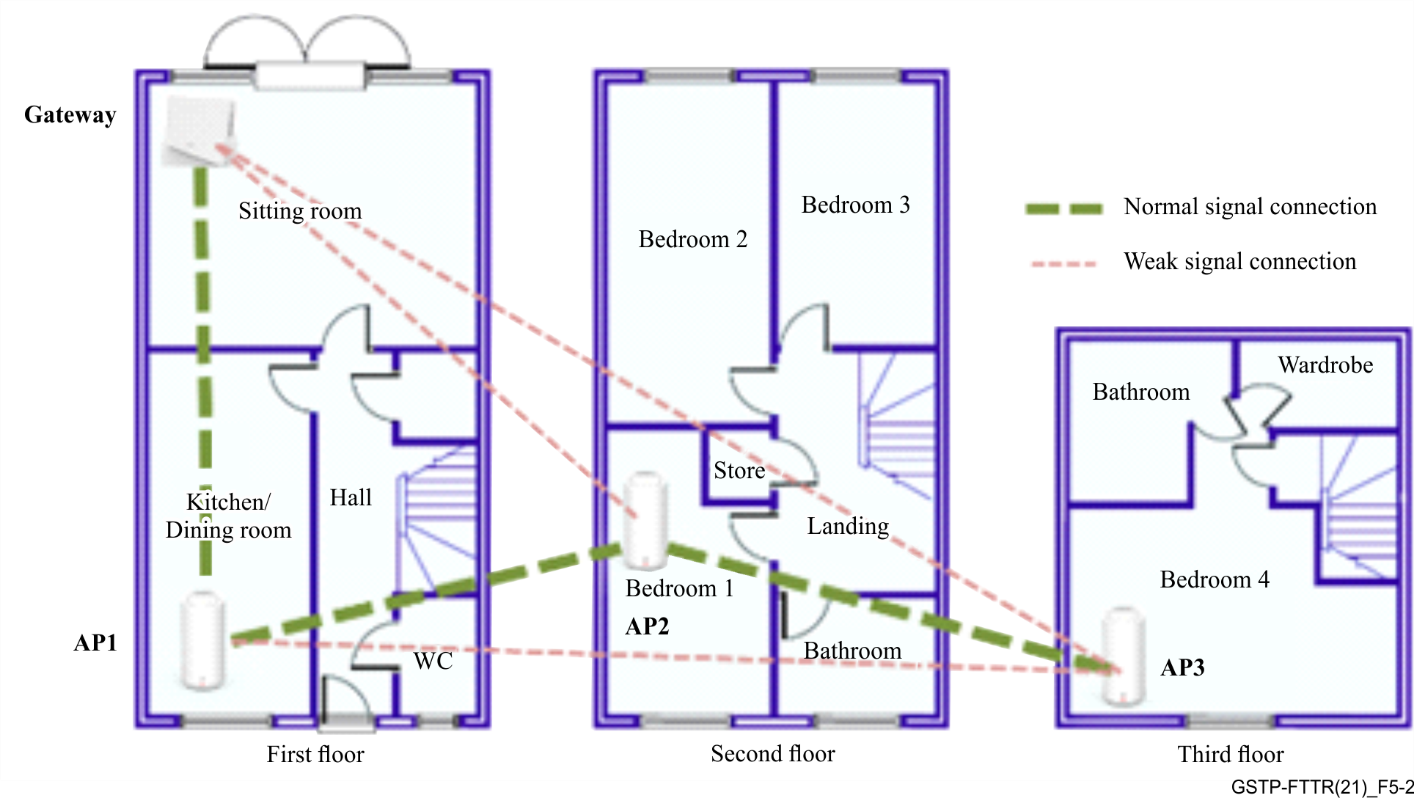 Gateway
Sitting room
Bedroom 2
Bedroom 3
Normal signal connection
Weak signal connection
Bathroom
Wardrobe
Kitchen/
Dining room
Hall
Store
Landing
Bedroom 1
Bedroom 4
AP1
AP2
WC
Bathroom
AP3
First floor
Second floor
Third floor
GSTP-FTTR(21)_F5-2